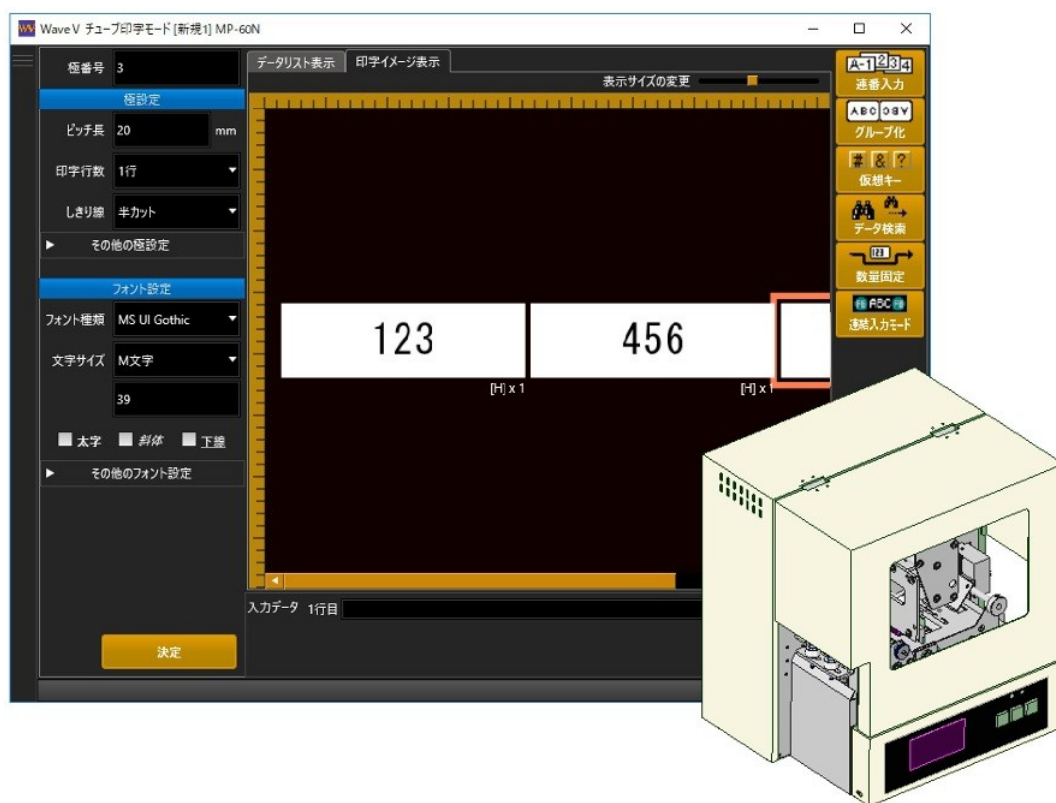 Wave V チューブ印字モード [新規1] MP-60N
極番号 3
極設定
ピッチ長 20 mm
印字行数 1行
しきり線 半カット
その他の極設定
フォント設定
フォント種類 MS UI Gothic
文字サイズ M文字
39
太字 斜体 下線
その他のフォント設定
決定
データリスト表示 印字イメージ表示
表示サイズの変更
123 456
[H] x 1 [H] x 1
入力データ 1行目
A-1 2 3 4
連番入力
ABC
グループ化
# & ?
仮想キー
データ検索
123
数量固定
ABC
連結入力モード